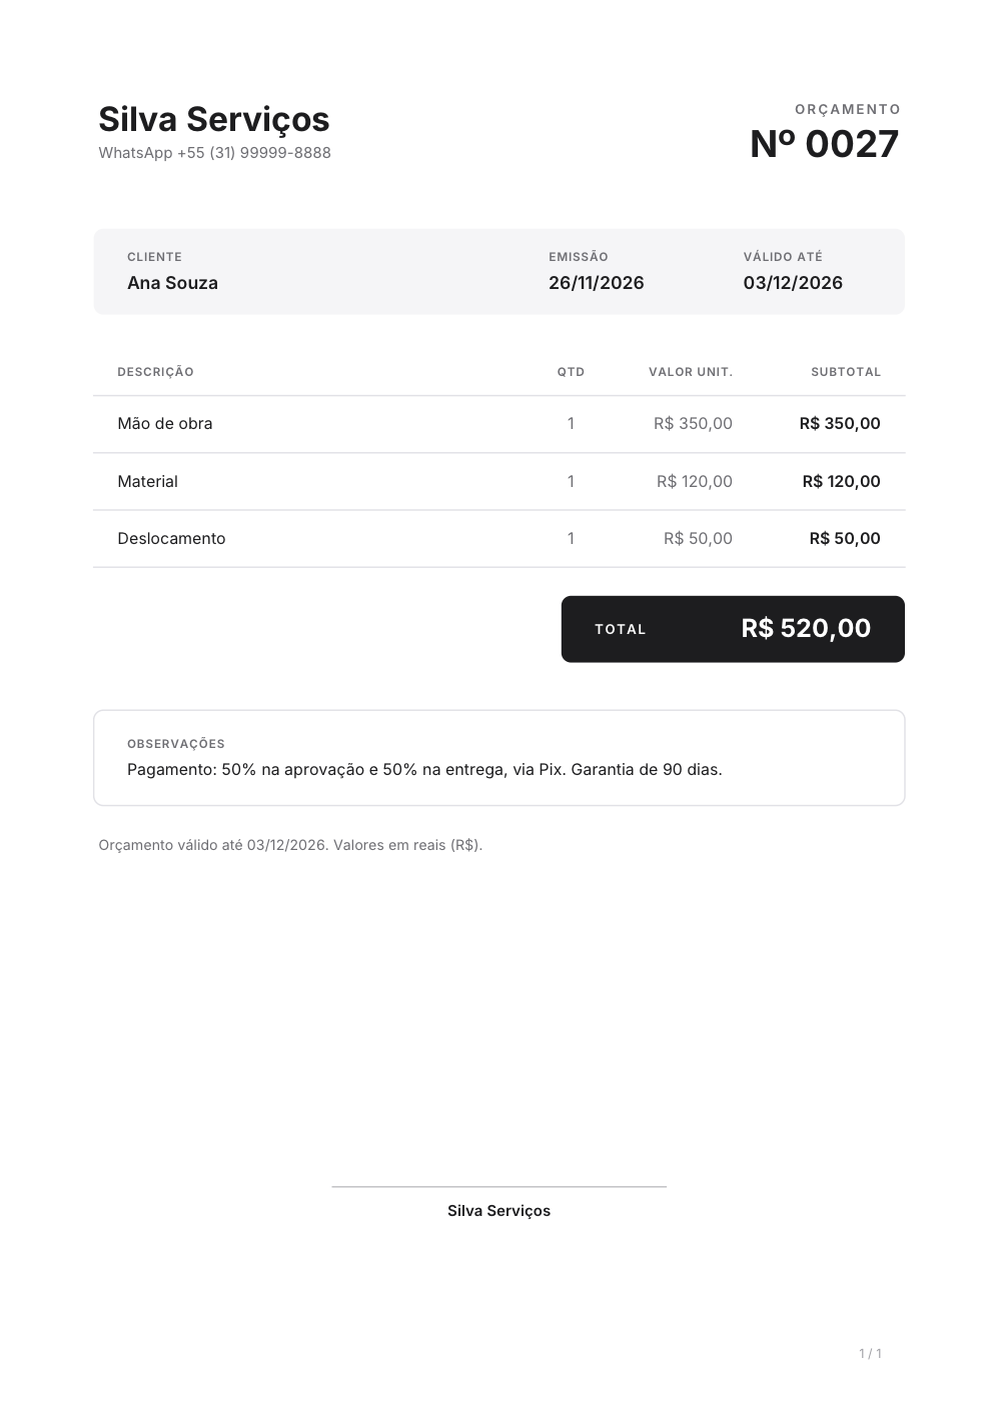 Silva Serviços
WhatsApp +55 (31) 99999-8888
ORÇAMENTO
Nº 0027
CLIENTE EMISSÃO VÁLIDO ATÉ
Ana Souza 26/11/2026 03/12/2026
DESCRIÇÃO QTD VALOR UNIT. SUBTOTAL
Mão de obra 1 R$ 350,00 R$ 350,00
Material 1 R$ 120,00 R$ 120,00
Deslocamento 1 R$ 50,00 R$ 50,00
TOTAL R$ 520,00
OBSERVAÇÕES
Pagamento: 50% na aprovação e 50% na entrega, via Pix. Garantia de 90 dias.
Orçamento válido até 03/12/2026. Valores em reais (R$).
Silva Serviços
1 / 1